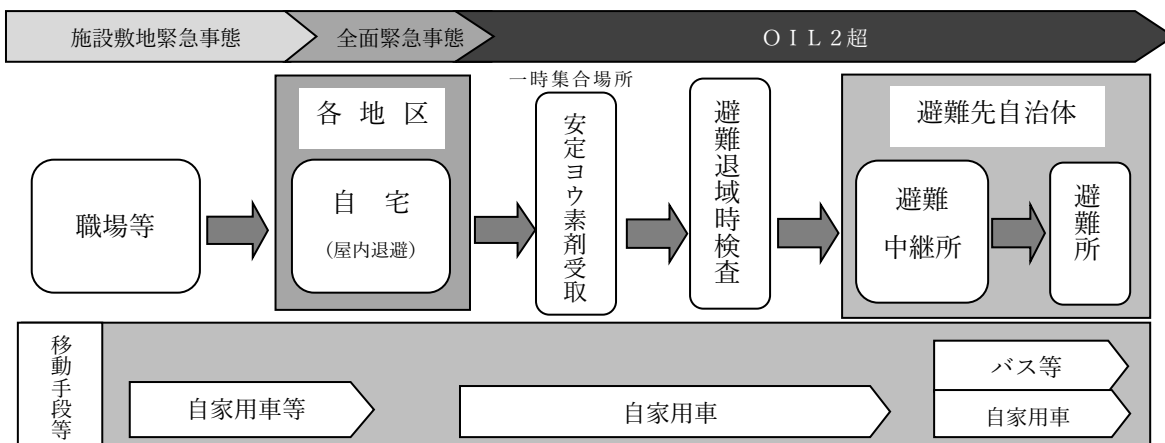 施設敷地緊急事態
全面緊急事態
ＯＩＬ２超
一時集合場所
各地区
避難先自治体
職場等
自宅
(屋内退避)
安定ヨウ素剤受取
避難退域時検査
避難
中継所
避難所
移動手段等
自家用車等
自家用車
バス等
自家用車